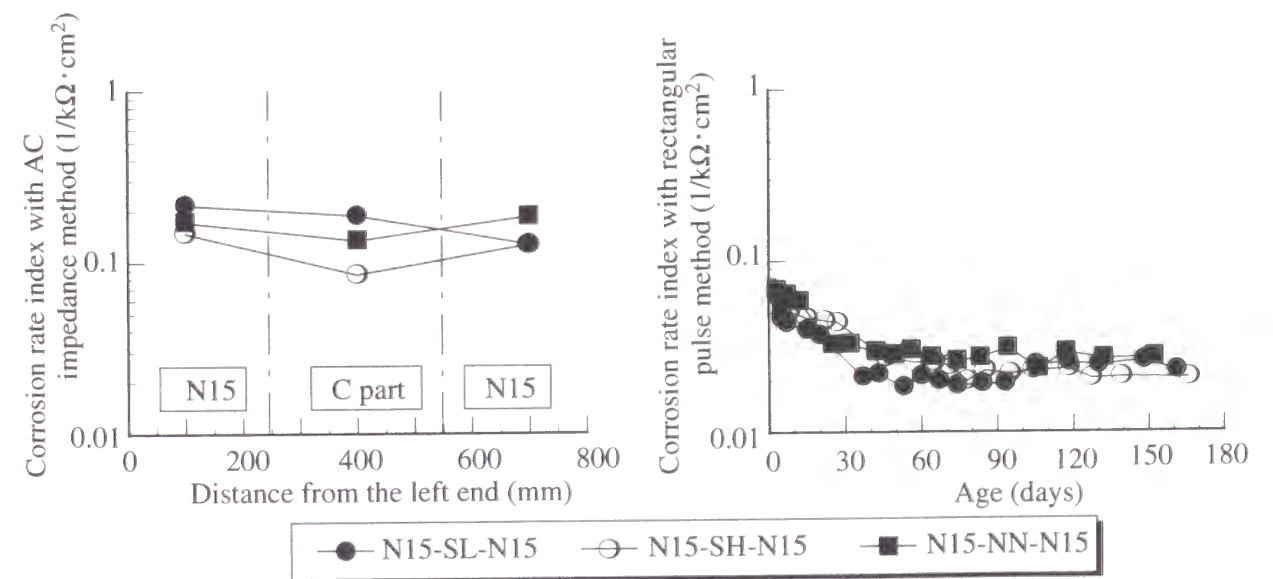 Corrosion rate index with AC
impedance method (1/kΩ·cm²)
1
0.1
0.01
N15
C part
N15
0
200
400
600
800
Distance from the left end (mm)
Corrosion rate index with rectangular
pulse method (1/kΩ·cm²)
1
0.1
0.01
0
30
60
90
120
150
180
Age (days)
N15-SL-N15
N15-SH-N15
N15-NN-N15